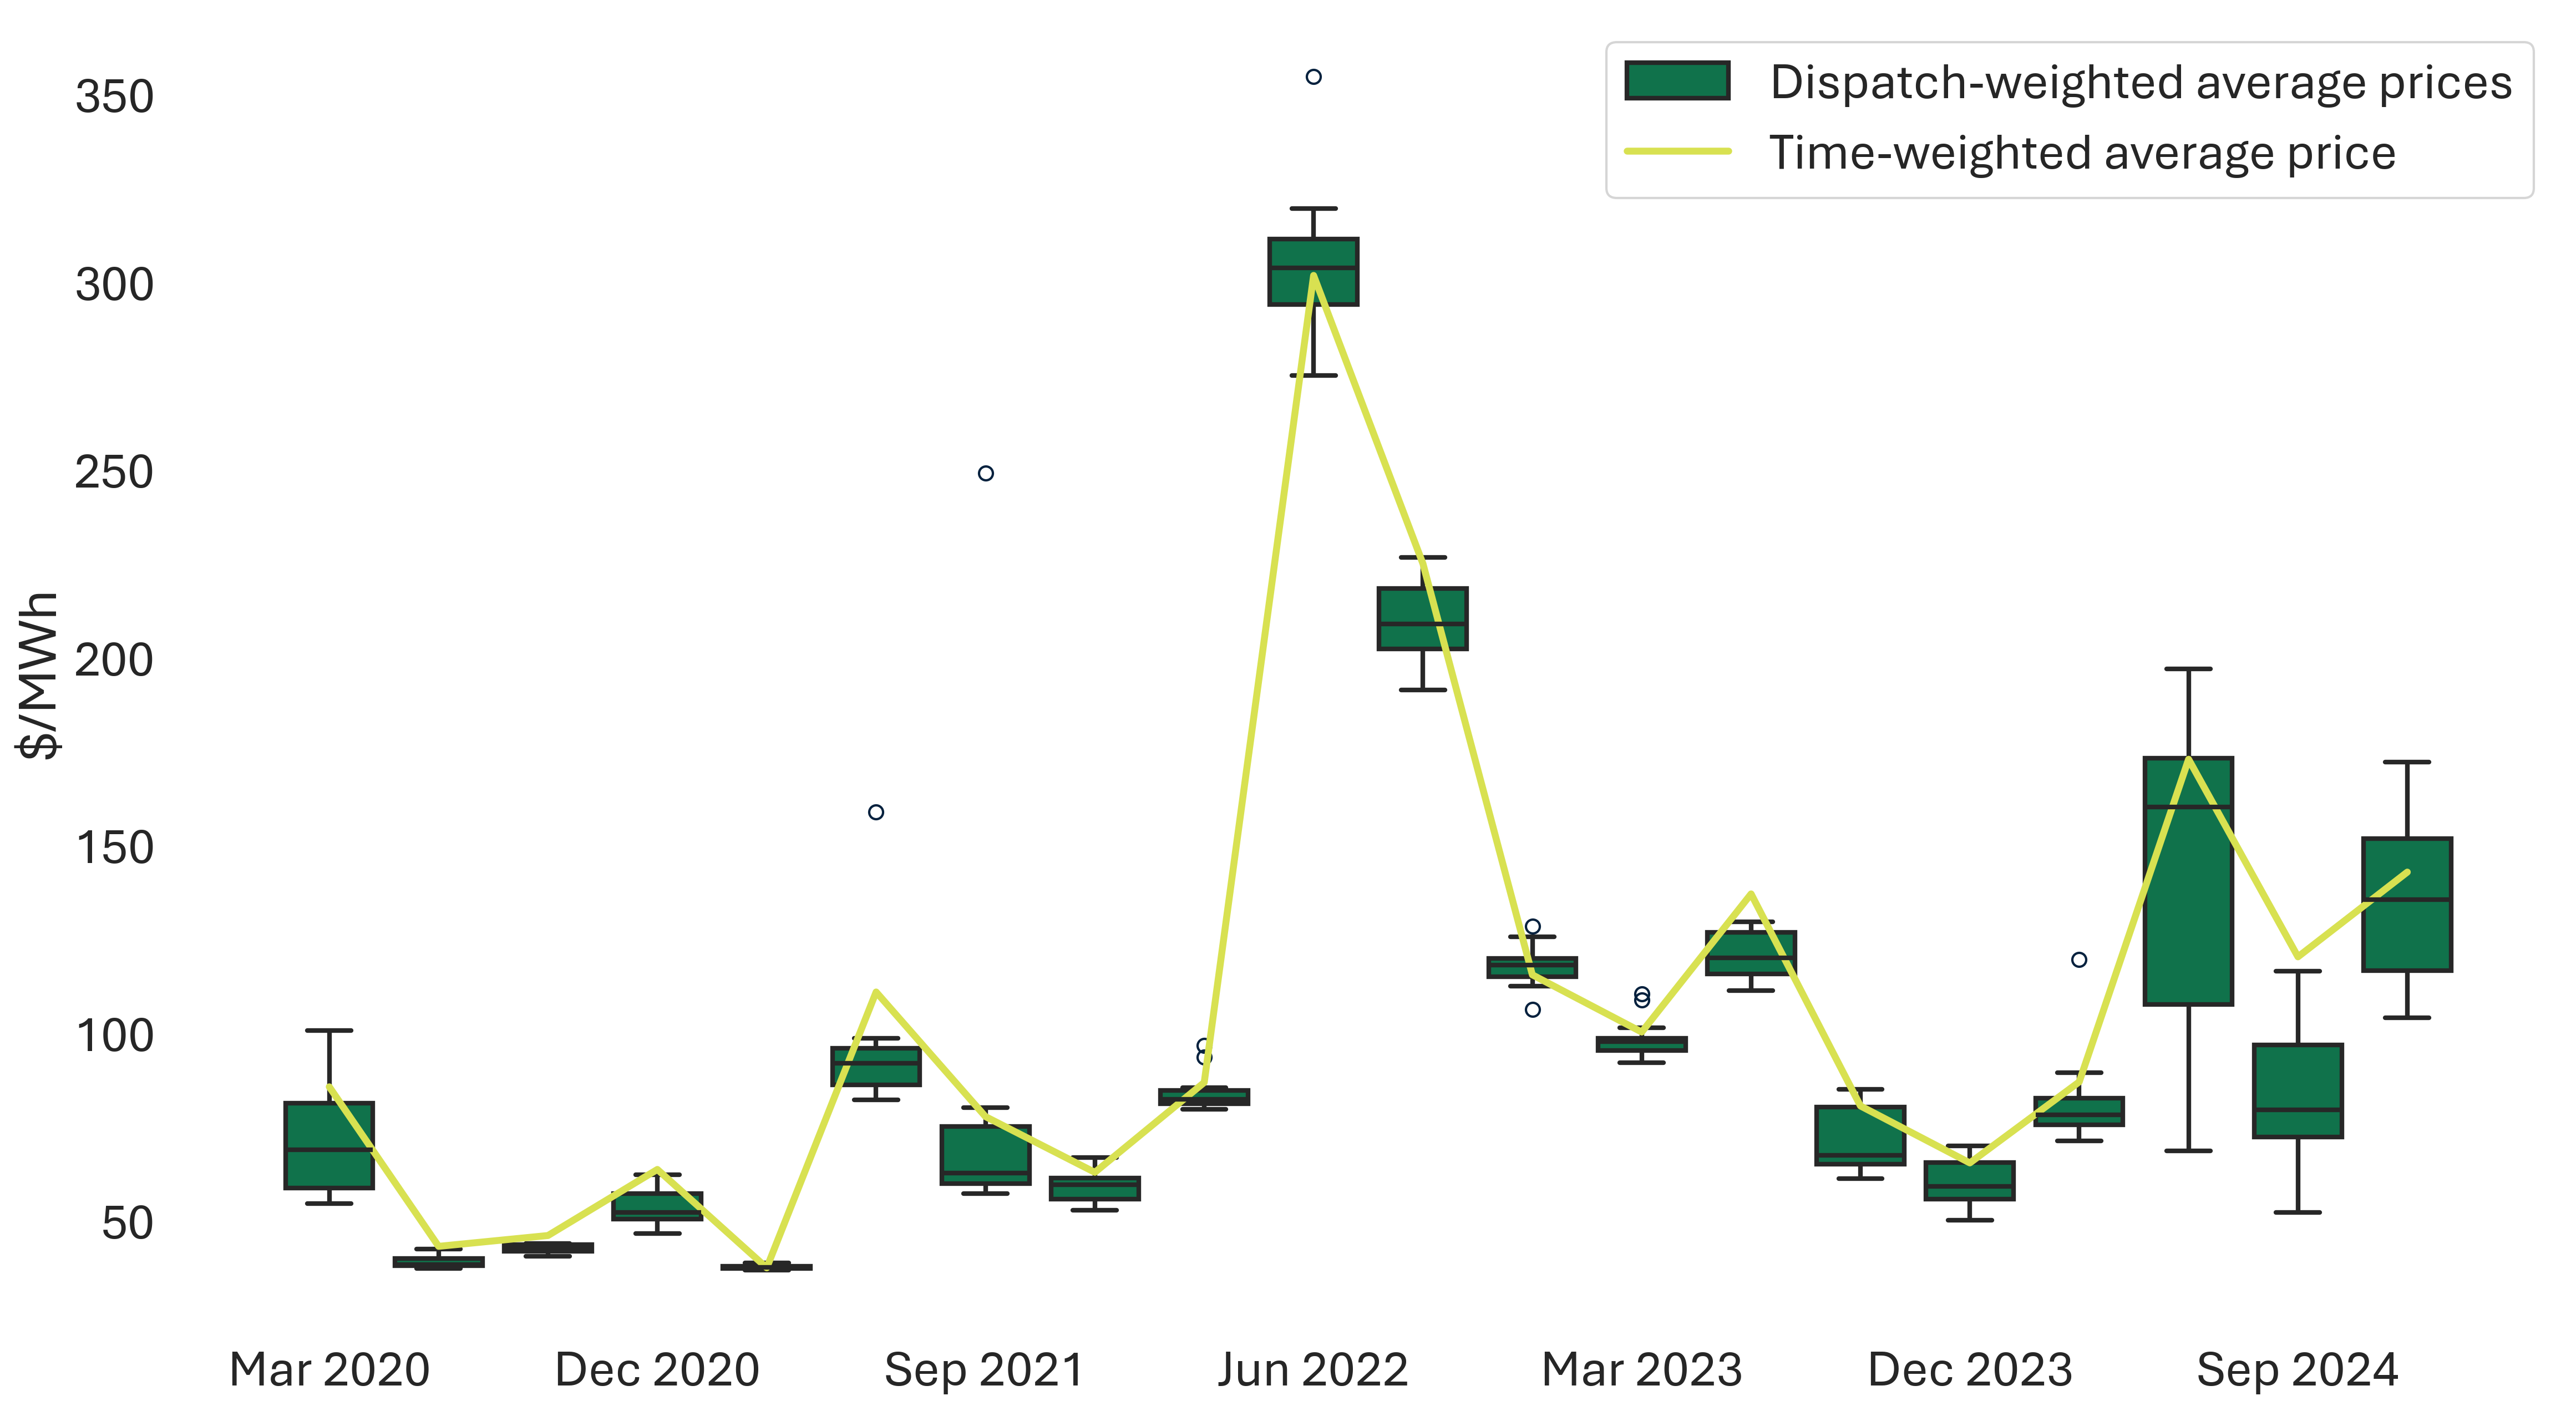 Dispatch-weighted average prices
Time-weighted average price
$/MWh
350
300
250
200
150
100
50
Mar 2020
Dec 2020
Sep 2021
Jun 2022
Mar 2023
Dec 2023
Sep 2024